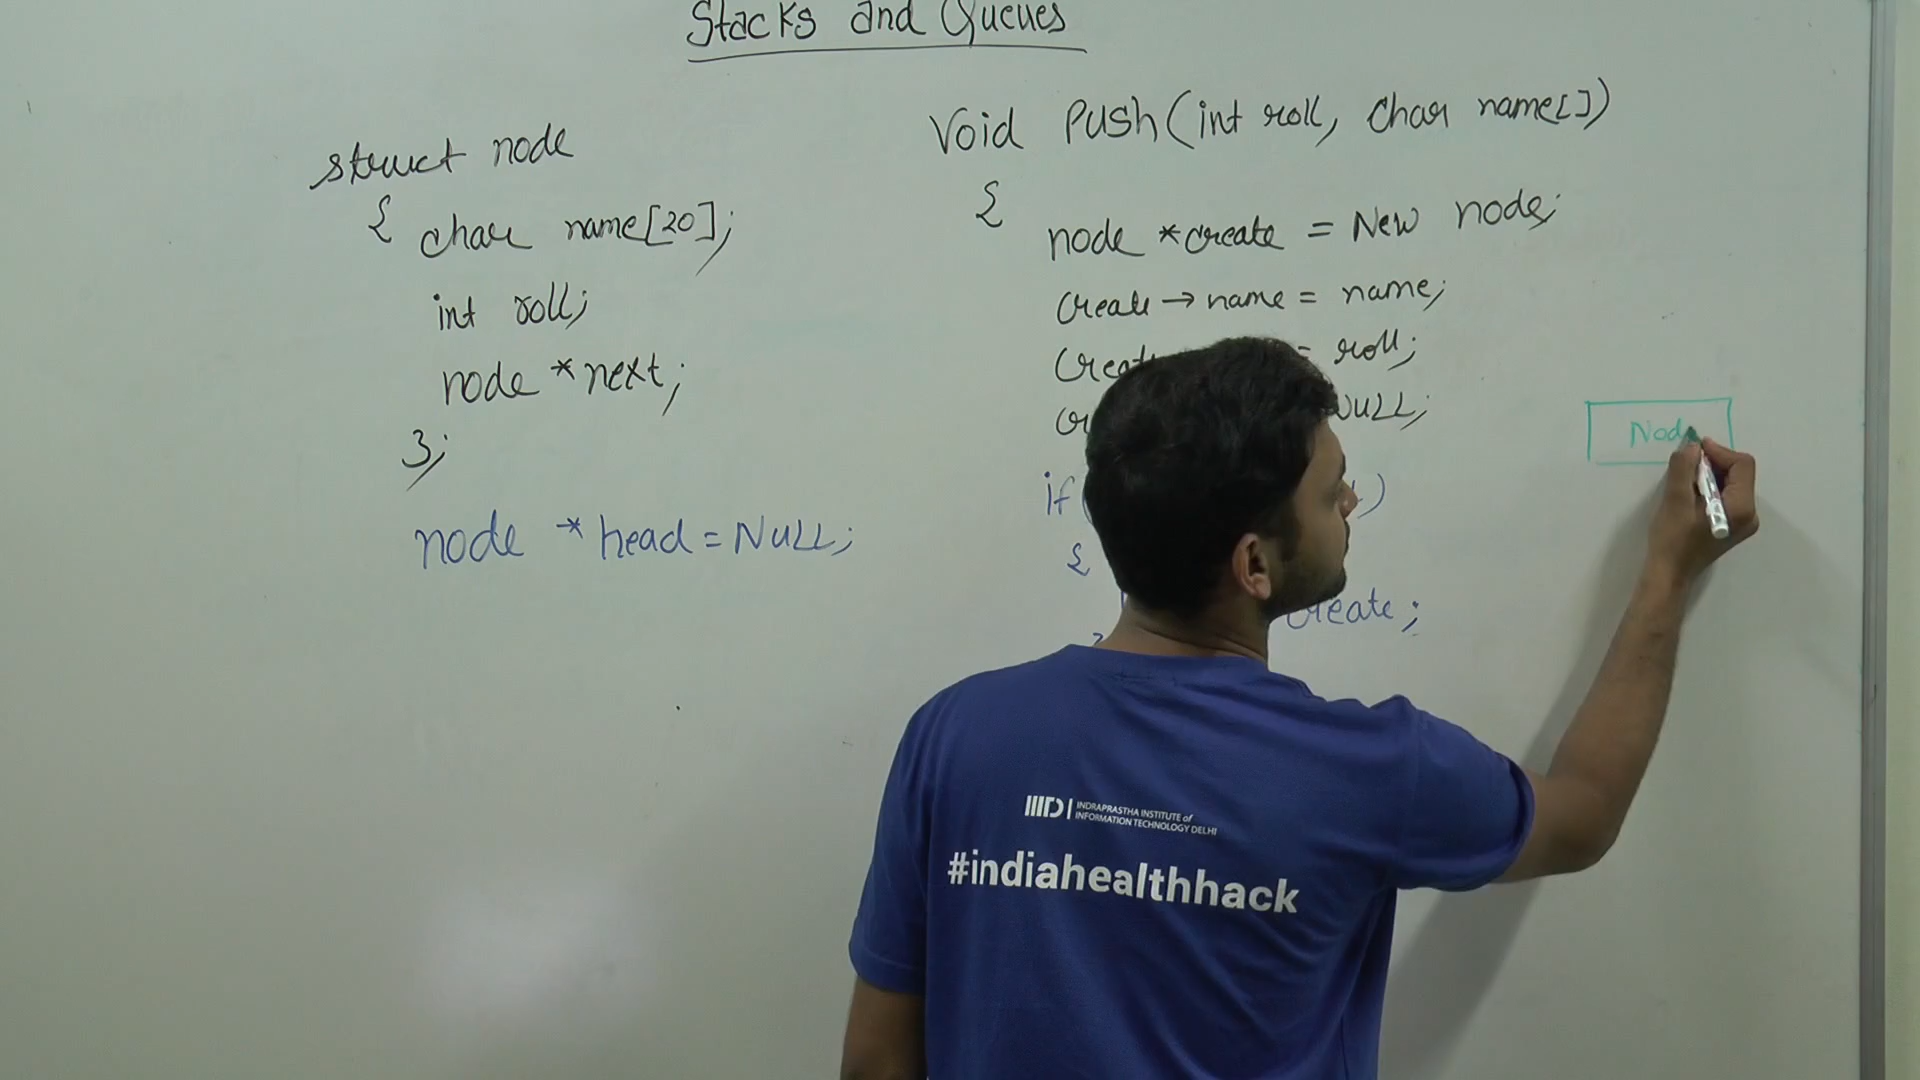 Stacks and Queues
struct node
{ char name[20];
int roll;
node *next;
};
node *head = NULL;
Void Push(int roll, char name[])
{
node *create = New node;
create → name = name;
= roll;
NULL;
if( )
{
create;
Node
IIITD | INDRAPRASTHA INSTITUTE of
INFORMATION TECHNOLOGY DELHI
#indiahealthhack